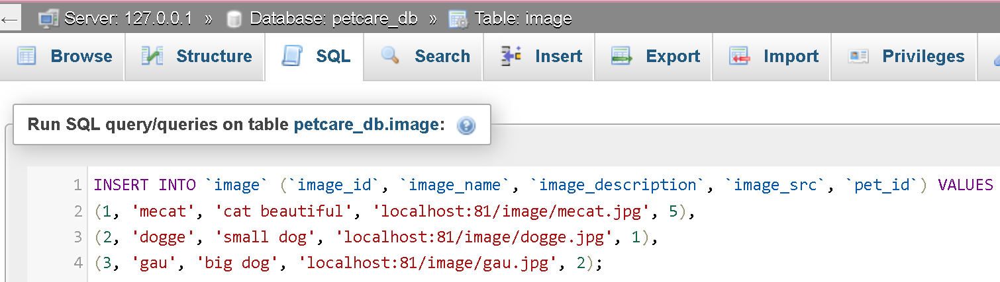 ← Server: 127.0.0.1 » Database: petcare_db » Table: image
Browse Structure SQL Search Insert Export Import Privileges
Run SQL query/queries on table petcare_db.image:
1 INSERT INTO `image` (`image_id`, `image_name`, `image_description`, `image_src`, `pet_id`) VALUES
2 (1, 'mecat', 'cat beautiful', 'localhost:81/image/mecat.jpg', 5),
3 (2, 'dogge', 'small dog', 'localhost:81/image/dogge.jpg', 1),
4 (3, 'gau', 'big dog', 'localhost:81/image/gau.jpg', 2);